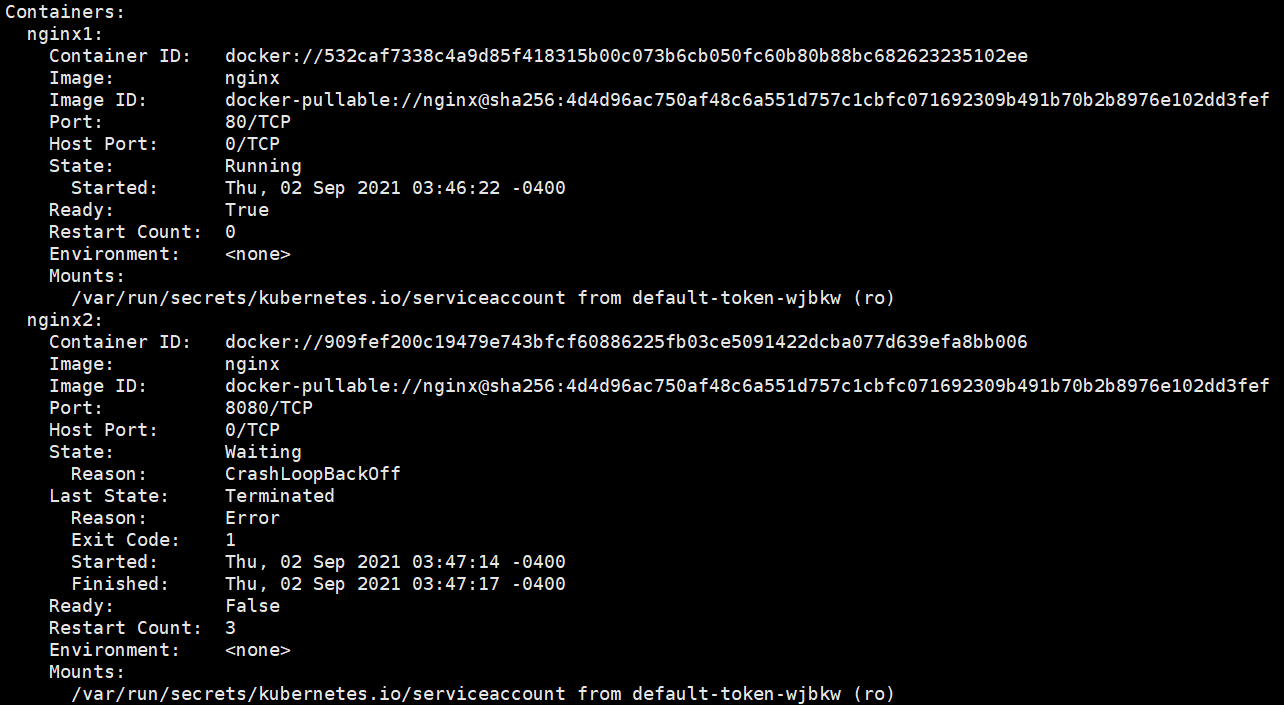 Containers:
  nginx1:
    Container ID:   docker://532caf7338c4a9d85f418315b00c073b6cb050fc60b80b88bc682623235102ee
    Image:          nginx
    Image ID:       docker-pullable://nginx@sha256:4d4d96ac750af48c6a551d757c1cbfc071692309b491b70b2b8976e102dd3fef
    Port:           80/TCP
    Host Port:      0/TCP
    State:          Running
      Started:      Thu, 02 Sep 2021 03:46:22 -0400
    Ready:          True
    Restart Count:  0
    Environment:    <none>
    Mounts:
      /var/run/secrets/kubernetes.io/serviceaccount from default-token-wjbkw (ro)
  nginx2:
    Container ID:   docker://909fef200c19479e743bfcf60886225fb03ce5091422dcba077d639efa8bb006
    Image:          nginx
    Image ID:       docker-pullable://nginx@sha256:4d4d96ac750af48c6a551d757c1cbfc071692309b491b70b2b8976e102dd3fef
    Port:           8080/TCP
    Host Port:      0/TCP
    State:          Waiting
      Reason:       CrashLoopBackOff
    Last State:     Terminated
      Reason:       Error
      Exit Code:    1
      Started:      Thu, 02 Sep 2021 03:47:14 -0400
      Finished:     Thu, 02 Sep 2021 03:47:17 -0400
    Ready:          False
    Restart Count:  3
    Environment:    <none>
    Mounts:
      /var/run/secrets/kubernetes.io/serviceaccount from default-token-wjbkw (ro)